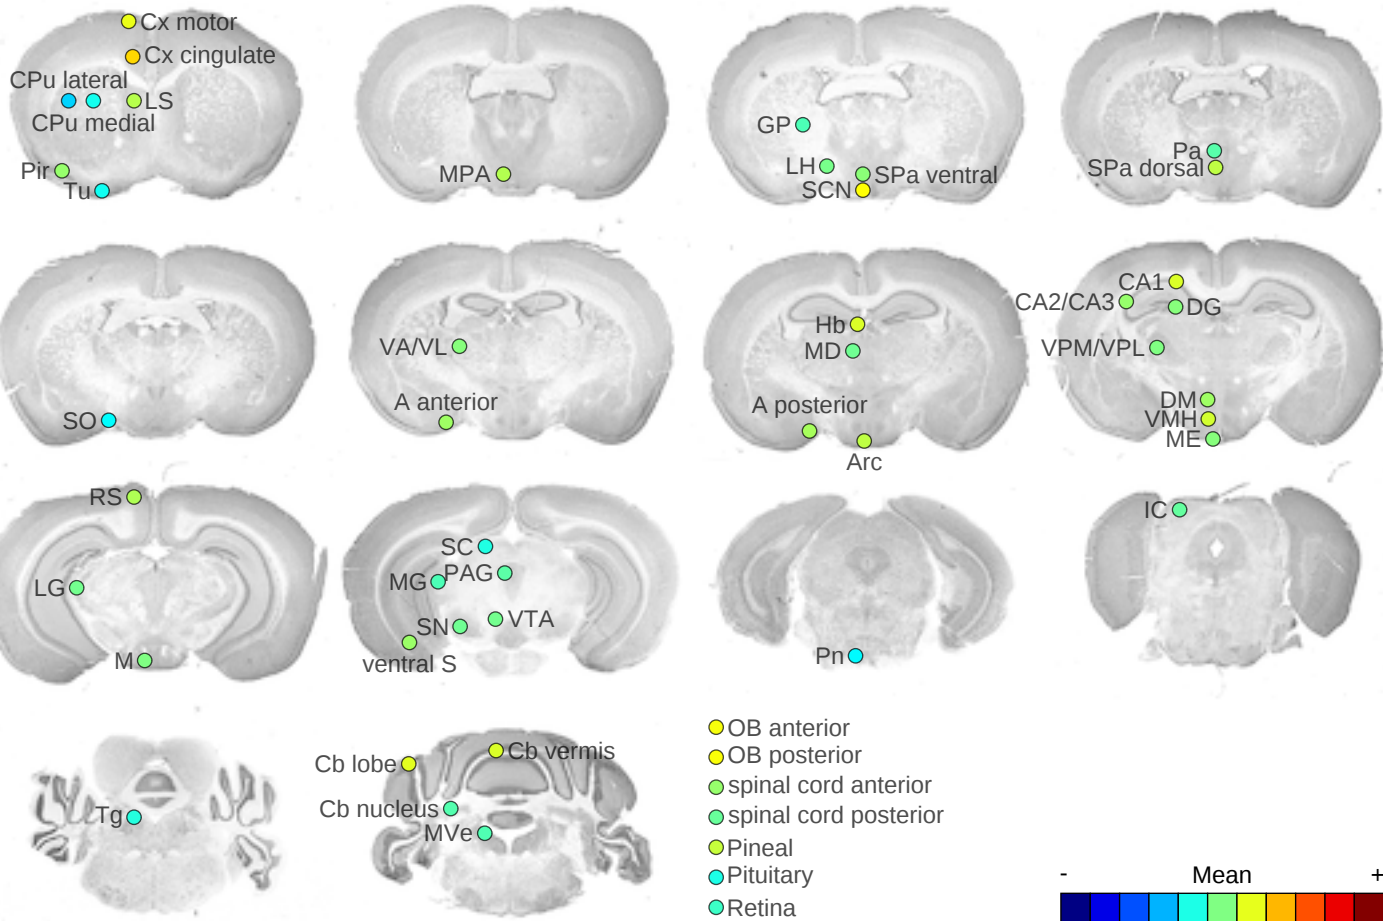 Cx motor
Cx cingulate
CPu lateral
LS
CPu medial
Pir
Tu
MPA
GP
LH
SPa ventral
SCN
Pa
SPa dorsal
SO
VA/VL
A anterior
Hb
MD
A posterior
Arc
CA1
CA2/CA3
DG
VPM/VPL
DM
VMH
ME
RS
LG
M
SC
PAG
MG
VTA
SN
ventral S
Pn
IC
Tg
Cb vermis
Cb lobe
Cb nucleus
MVe
OB anterior
OB posterior
spinal cord anterior
spinal cord posterior
Pineal
Pituitary
Retina
- Mean +